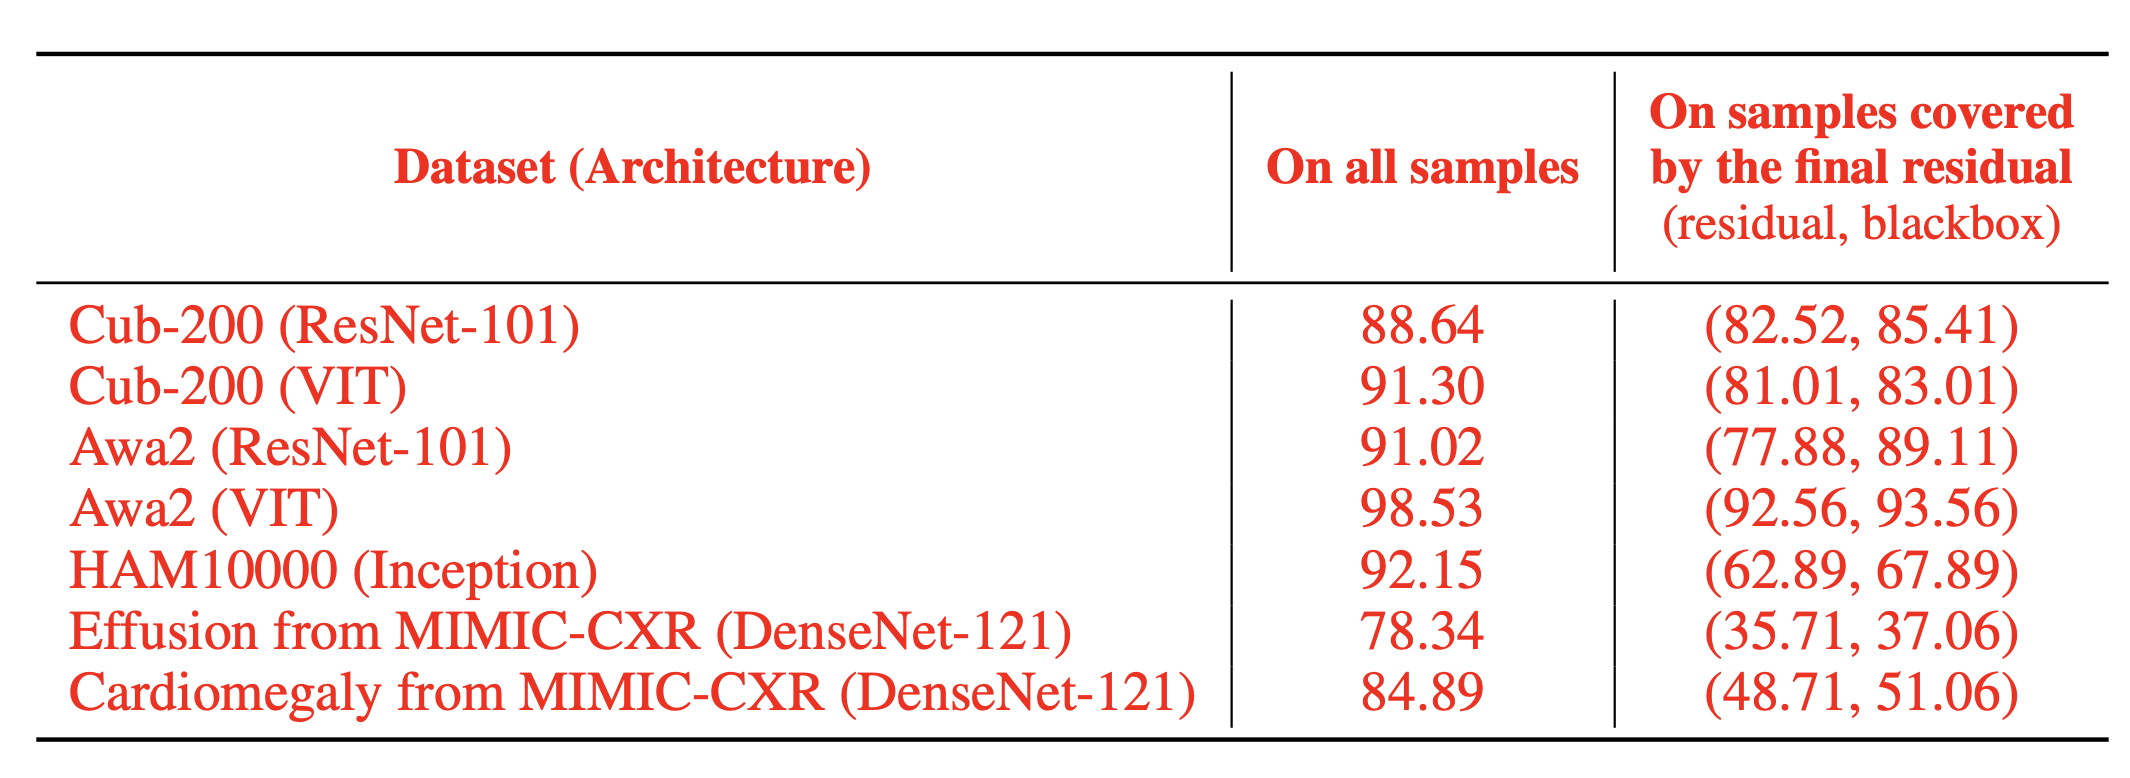 Dataset (Architecture)
On all samples
On samples covered
by the final residual
(residual, blackbox)
Cub-200 (ResNet-101) 88.64 (82.52, 85.41)
Cub-200 (VIT) 91.30 (81.01, 83.01)
Awa2 (ResNet-101) 91.02 (77.88, 89.11)
Awa2 (VIT) 98.53 (92.56, 93.56)
HAM10000 (Inception) 92.15 (62.89, 67.89)
Effusion from MIMIC-CXR (DenseNet-121) 78.34 (35.71, 37.06)
Cardiomegaly from MIMIC-CXR (DenseNet-121) 84.89 (48.71, 51.06)